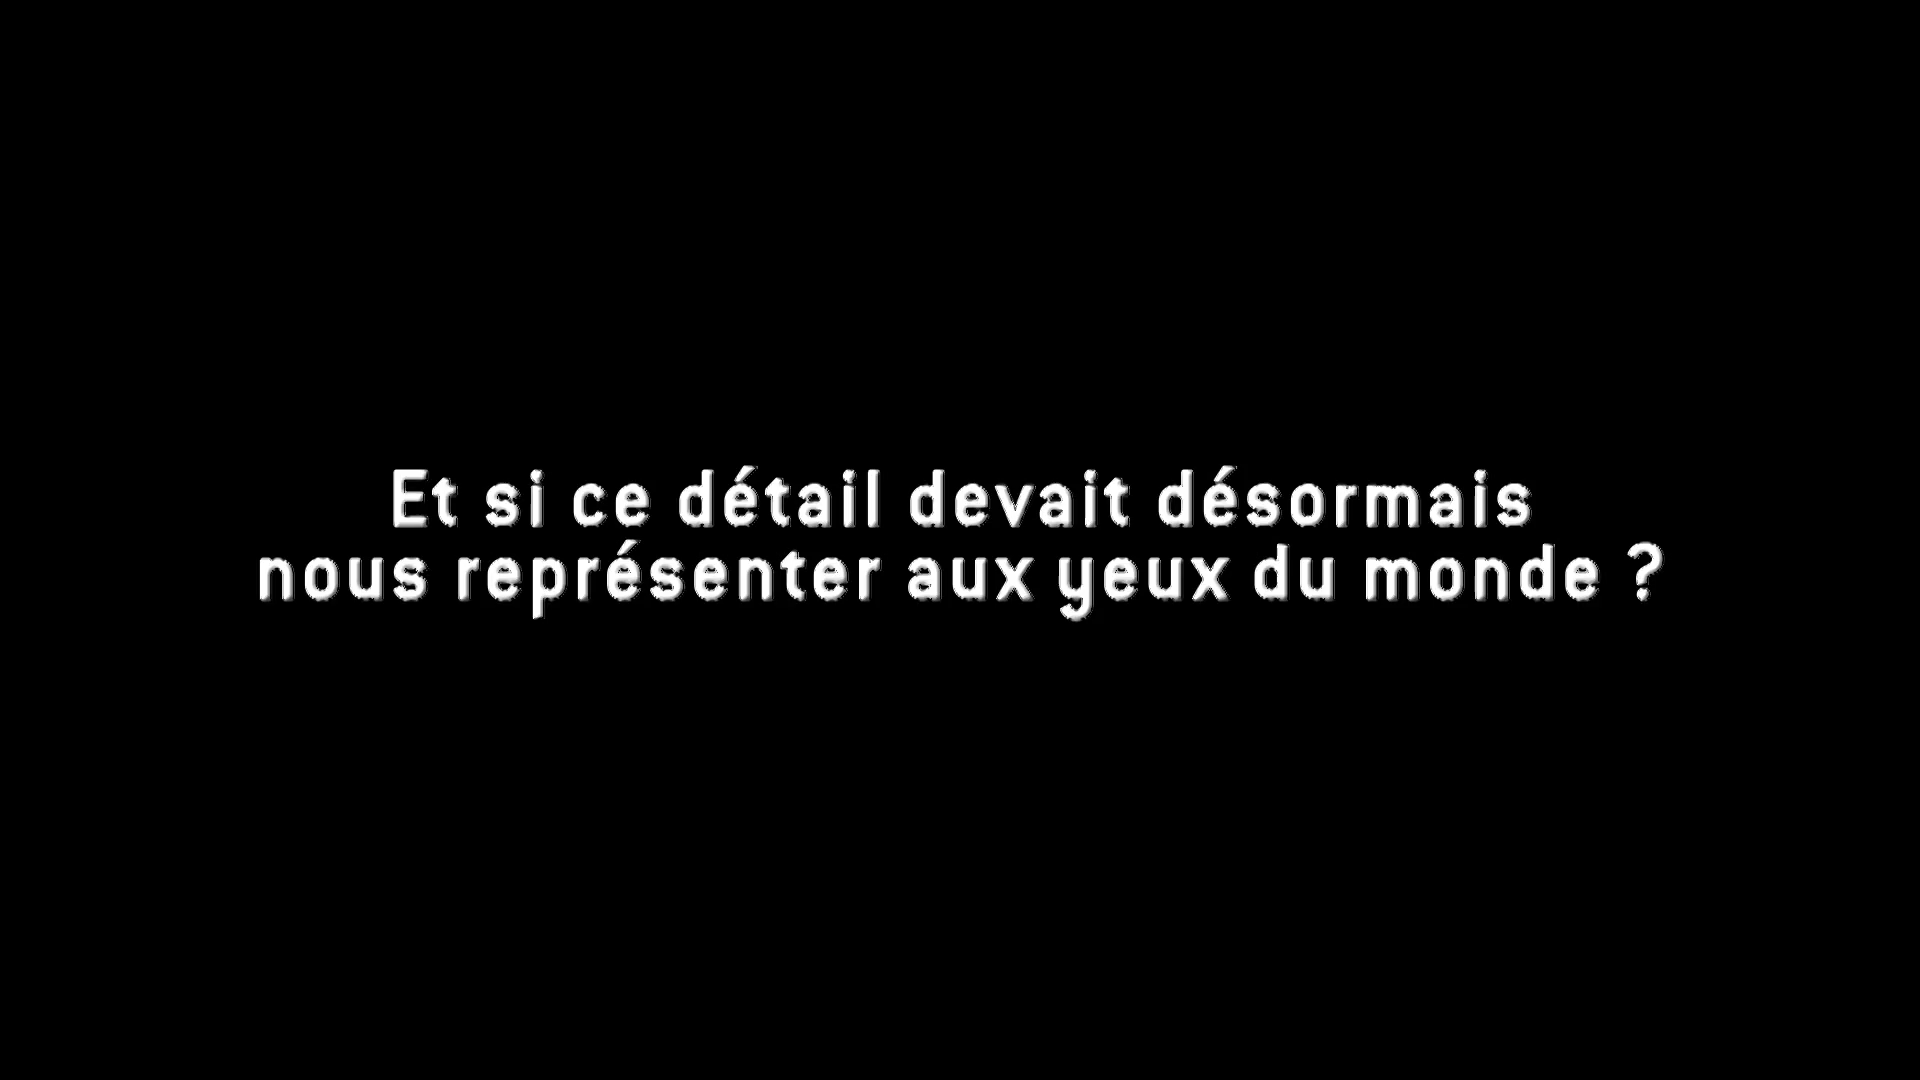 Et si ce détail devait désormais
nous représenter aux yeux du monde ?